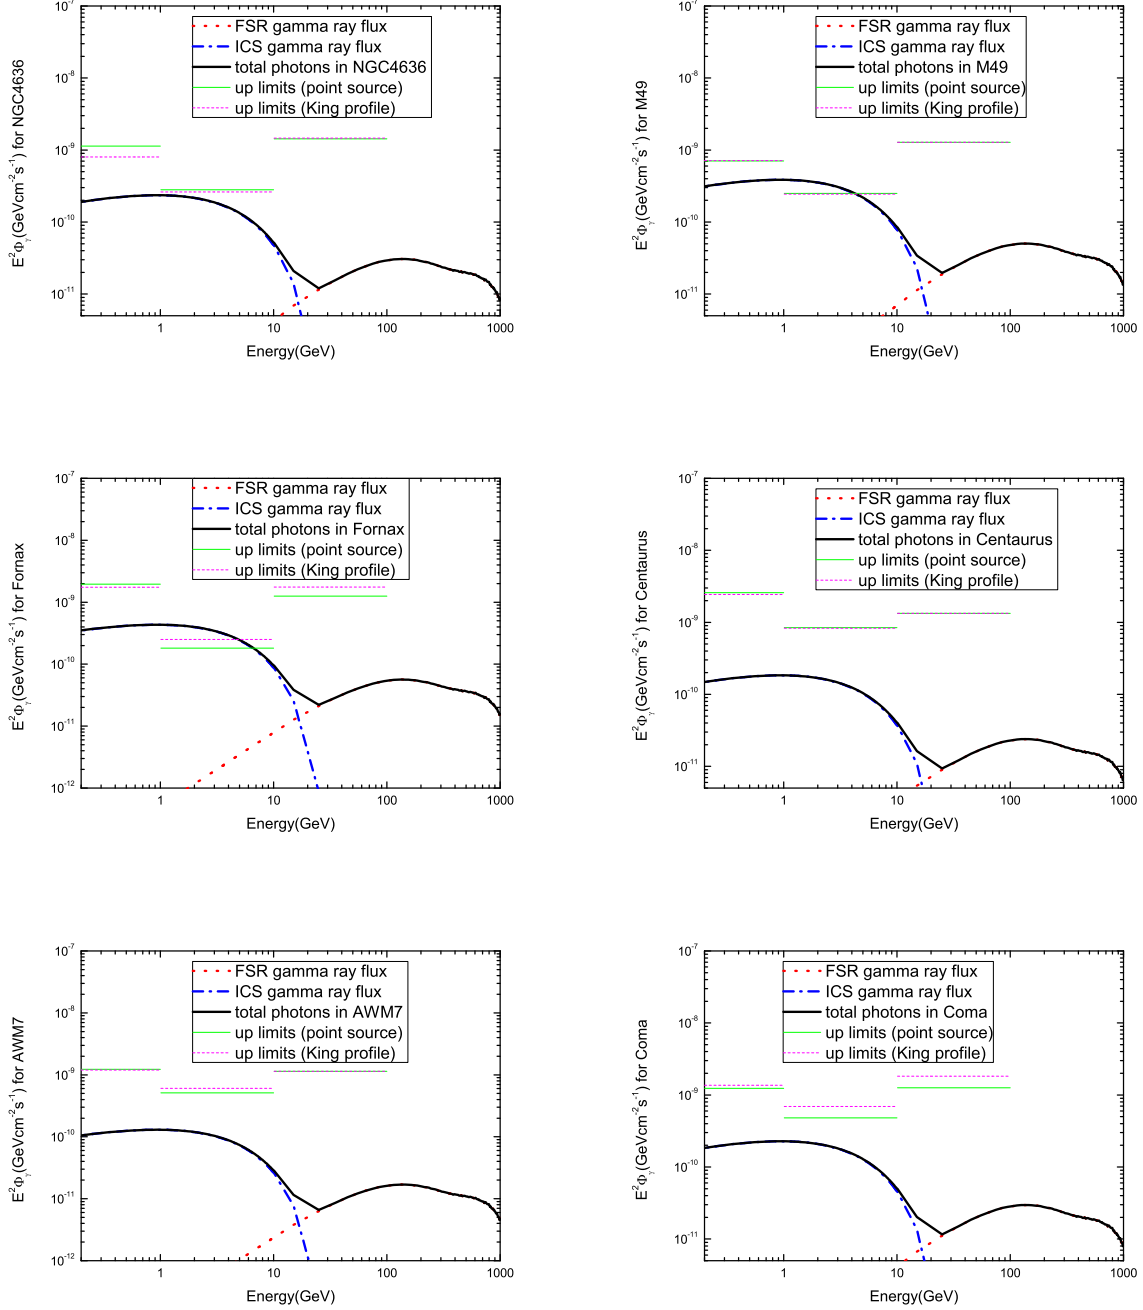 E²Φγ(GeVcm⁻²s⁻¹) for NGC4636
10⁻⁷
10⁻⁸
10⁻⁹
10⁻¹⁰
10⁻¹¹
FSR gamma ray flux
ICS gamma ray flux
total photons in NGC4636
up limits (point source)
up limits (King profile)
1 10 100 1000
Energy(GeV)
E²Φγ(GeVcm⁻²s⁻¹) for M49
10⁻⁷
10⁻⁸
10⁻⁹
10⁻¹⁰
10⁻¹¹
FSR gamma ray flux
ICS gamma ray flux
total photons in M49
up limits (point source)
up limits (King profile)
1 10 100 1000
Energy(GeV)
E²Φγ(GeVcm⁻²s⁻¹) for Fornax
10⁻⁷
10⁻⁸
10⁻⁹
10⁻¹⁰
10⁻¹¹
10⁻¹²
FSR gamma ray flux
ICS gamma ray flux
total photons in Fornax
up limits (point source)
up limits (King profile)
1 10 100 1000
Energy(GeV)
E²Φγ(GeVcm⁻²s⁻¹) for Centaurus
10⁻⁷
10⁻⁸
10⁻⁹
10⁻¹⁰
10⁻¹¹
FSR gamma ray flux
ICS gamma ray flux
total photons in Centaurus
up limits (point source)
up limits (King profile)
1 10 100 1000
Energy(GeV)
E²Φγ(GeVcm⁻²s⁻¹) for AWM7
10⁻⁷
10⁻⁸
10⁻⁹
10⁻¹⁰
10⁻¹¹
10⁻¹²
FSR gamma ray flux
ICS gamma ray flux
total photons in AWM7
up limits (point source)
up limits (King profile)
1 10 100 1000
Energy(GeV)
E²Φγ(GeVcm⁻²s⁻¹) for Coma
10⁻⁷
10⁻⁸
10⁻⁹
10⁻¹⁰
10⁻¹¹
FSR gamma ray flux
ICS gamma ray flux
total photons in Coma
up limits (point source)
up limits (King profile)
1 10 100 1000
Energy(GeV)